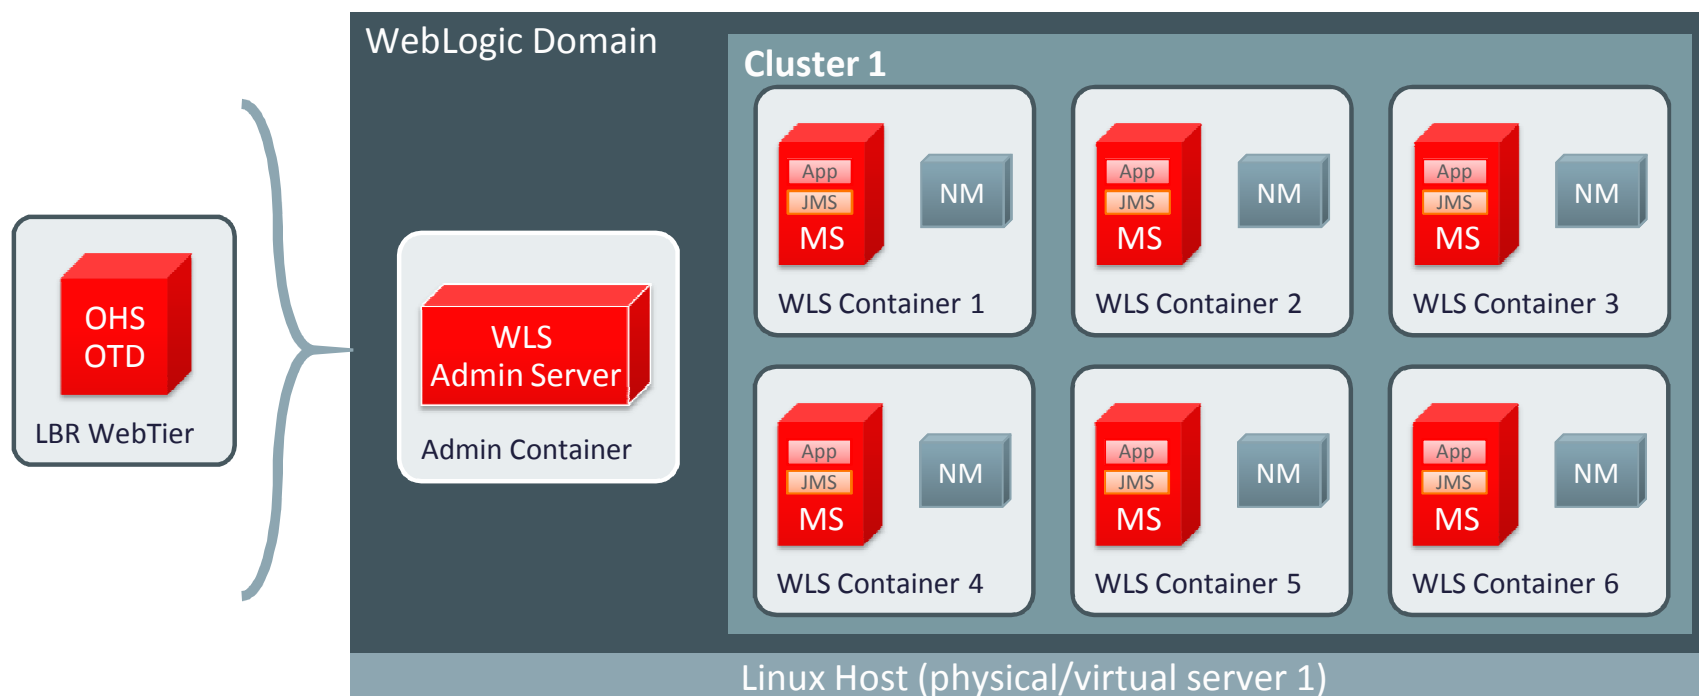 WebLogic Domain
Cluster 1
OHS
OTD
LBR WebTier
WLS
Admin Server
Admin Container
App
JMS
MS
NM
WLS Container 1
App
JMS
MS
NM
WLS Container 2
App
JMS
MS
NM
WLS Container 3
App
JMS
MS
NM
WLS Container 4
App
JMS
MS
NM
WLS Container 5
App
JMS
MS
NM
WLS Container 6
Linux Host (physical/virtual server 1)